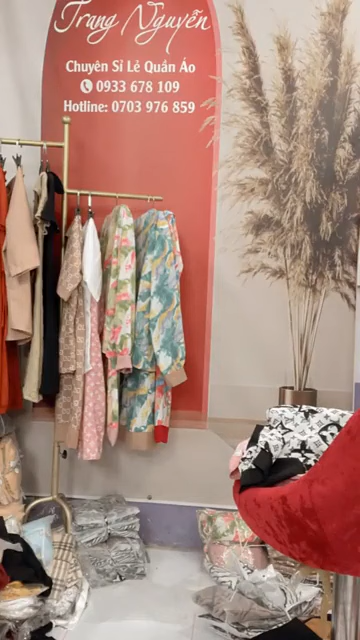 Trang Nguyễn
Chuyên Sỉ Lẻ Quần Áo
0933 678 109
Hotline: 0703 976 859